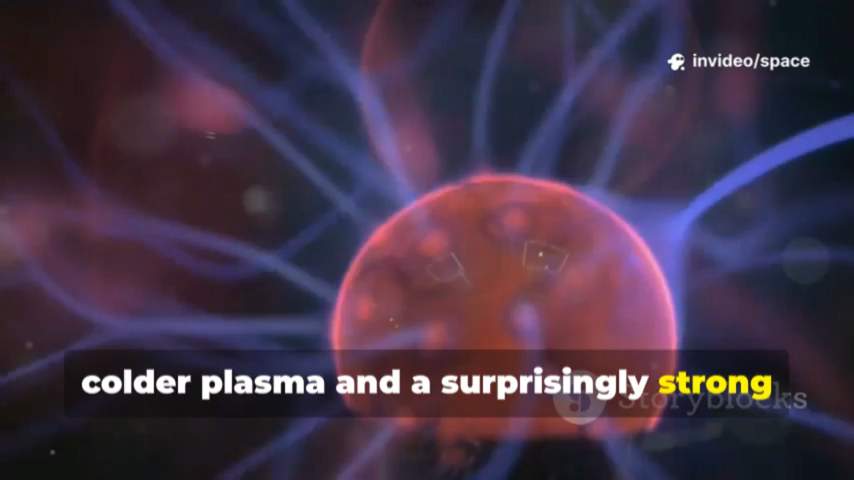 invideo/space
colder plasma and a surprisingly strong
Storyblocks